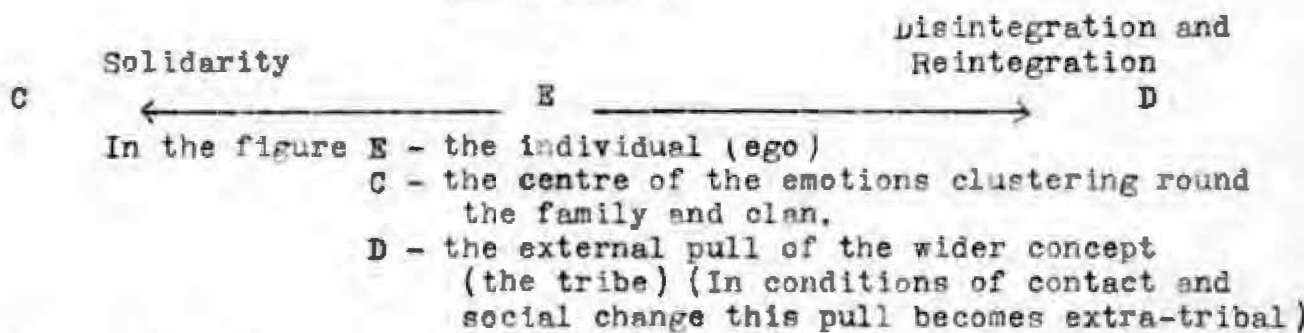 Disintegration and
Solidarity Reintegration
C E D
In the figure E - the individual (ego)
C - the centre of the emotions clustering round
the family and clan.
D - the external pull of the wider concept
(the tribe) (In conditions of contact and
social change this pull becomes extra-tribal)